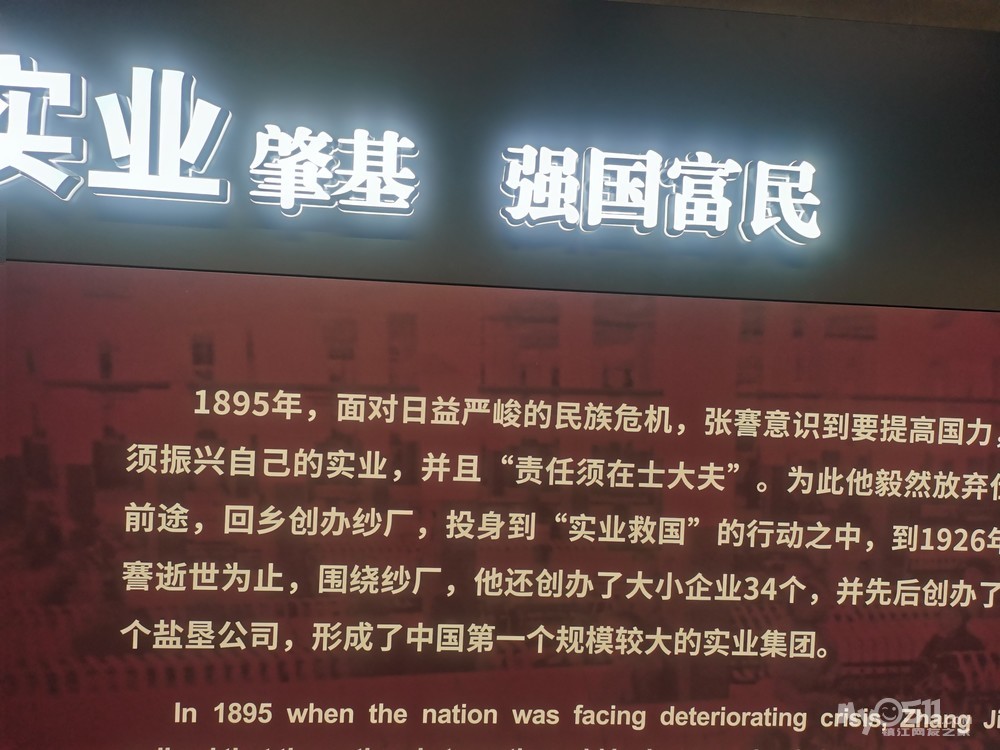 实业肇基 强国富民
1895年，面对日益严峻的民族危机，张謇意识到要提高国力，
须振兴自己的实业，并且“责任须在士大夫”。为此他毅然放弃
前途，回乡创办纱厂，投身到“实业救国”的行动之中，到1926年
謇逝世为止，围绕纱厂，他还创办了大小企业34个，并先后创办了
个盐垦公司，形成了中国第一个规模较大的实业集团。
In 1895 when the nation was facing deteriorating crisis, Zhang Ji
镇江网友之家